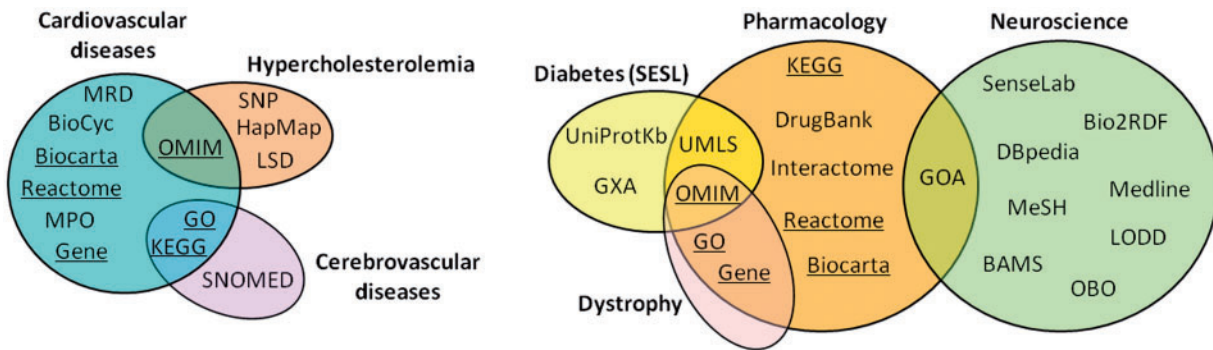 Cardiovascular
diseases
Hypercholesterolemia
MRD
BioCyc
Biocarta
Reactome
MPO
Gene
OMIM
SNP
HapMap
LSD
GO
KEGG
SNOMED
Cerebrovascular
diseases
Pharmacology
Neuroscience
Diabetes (SESL)
UniProtKb
GXA
UMLS
OMIM
GO
Gene
Dystrophy
KEGG
DrugBank
Interactome
Reactome
Biocarta
GOA
SenseLab
Bio2RDF
DBpedia
Medline
MeSH
LODD
BAMS
OBO